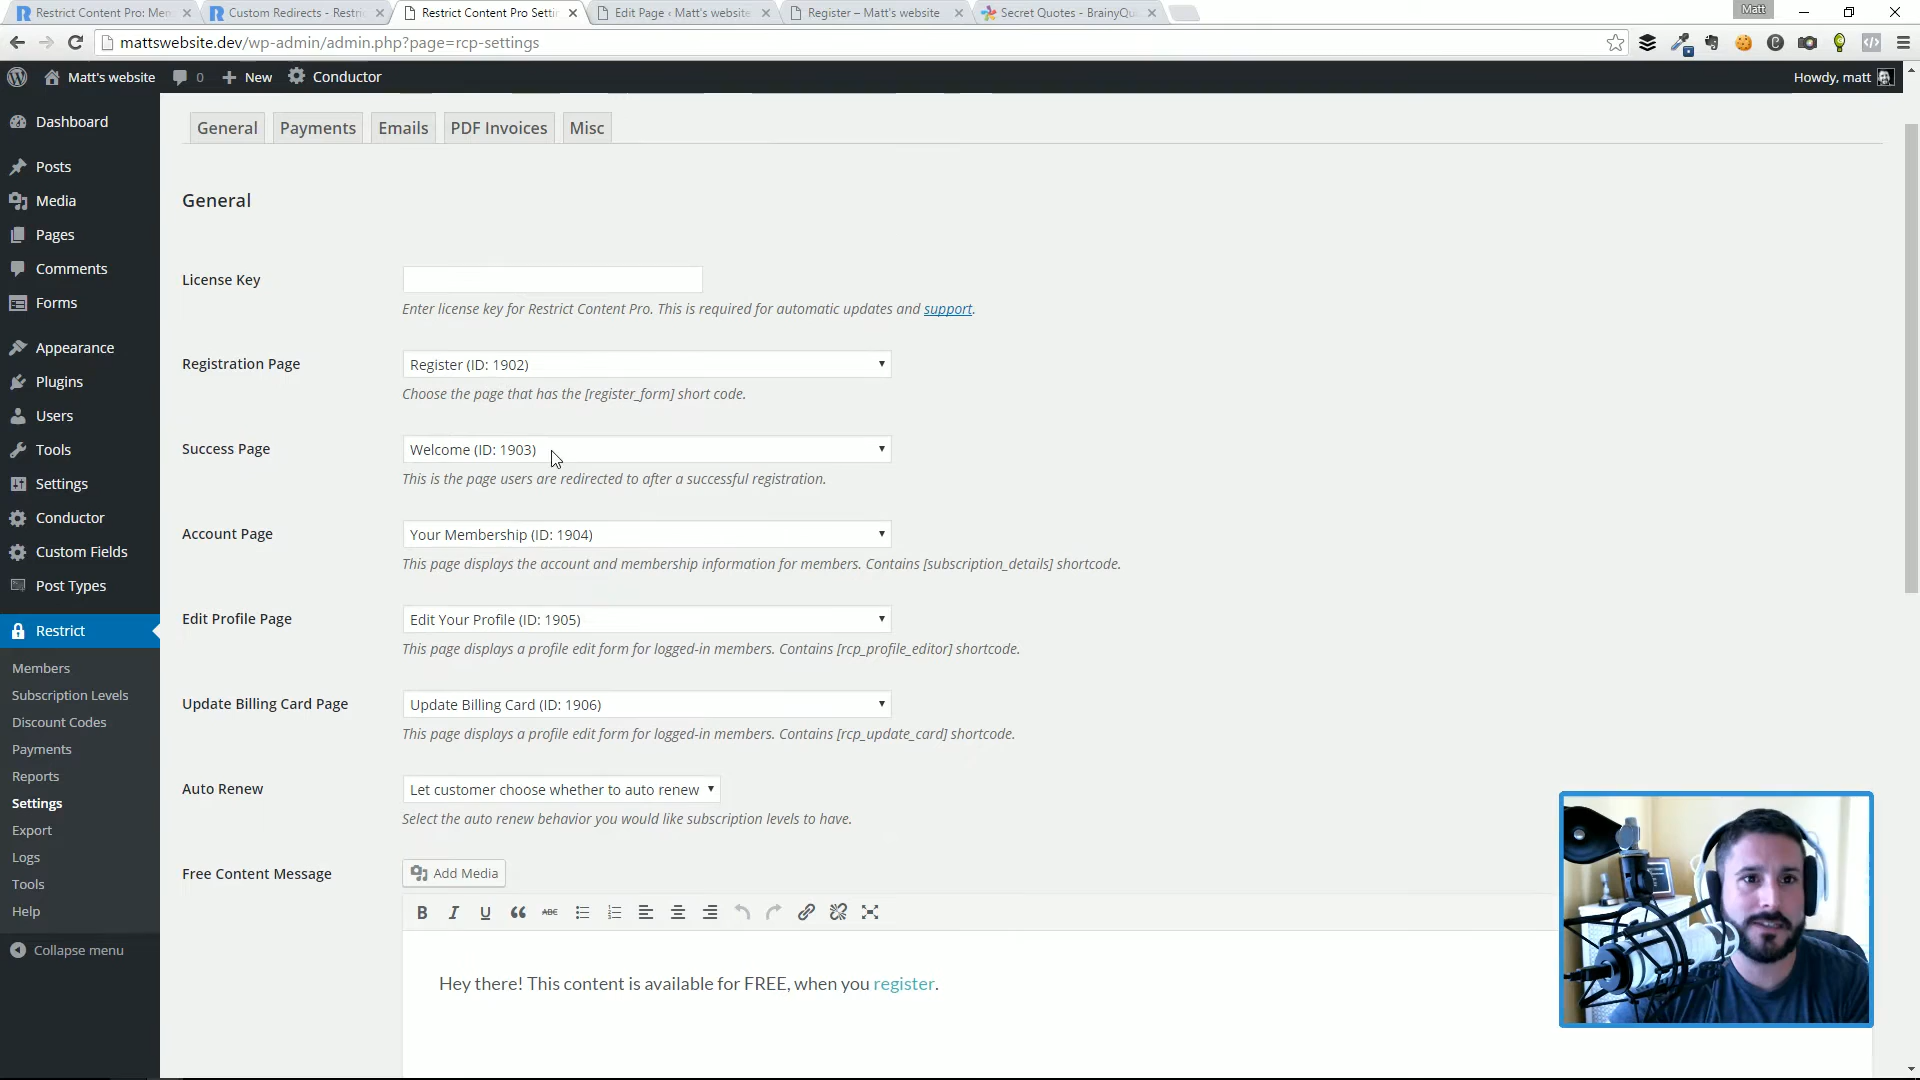 Restrict Content Pro: Mem
Custom Redirects - Restric
Restrict Content Pro Settin
Edit Page ‹ Matt's website
Register – Matt's website
Secret Quotes - BrainyQu
Matt
mattswebsite.dev/wp-admin/admin.php?page=rcp-settings
Matt's website
0
New
Conductor
Howdy, matt
Dashboard
Posts
Media
Pages
Comments
Forms
Appearance
Plugins
Users
Tools
Settings
Conductor
Custom Fields
Post Types
Restrict
Members
Subscription Levels
Discount Codes
Payments
Reports
Settings
Export
Logs
Tools
Help
Collapse menu
General
Payments
Emails
PDF Invoices
Misc
General
License Key
Enter license key for Restrict Content Pro. This is required for automatic updates and support.
Registration Page
Register (ID: 1902)
Choose the page that has the [register_form] short code.
Success Page
Welcome (ID: 1903)
This is the page users are redirected to after a successful registration.
Account Page
Your Membership (ID: 1904)
This page displays the account and membership information for members. Contains [subscription_details] shortcode.
Edit Profile Page
Edit Your Profile (ID: 1905)
This page displays a profile edit form for logged-in members. Contains [rcp_profile_editor] shortcode.
Update Billing Card Page
Update Billing Card (ID: 1906)
This page displays a profile edit form for logged-in members. Contains [rcp_update_card] shortcode.
Auto Renew
Let customer choose whether to auto renew
Select the auto renew behavior you would like subscription levels to have.
Free Content Message
Add Media
B I U ABC
Hey there! This content is available for FREE, when you register.